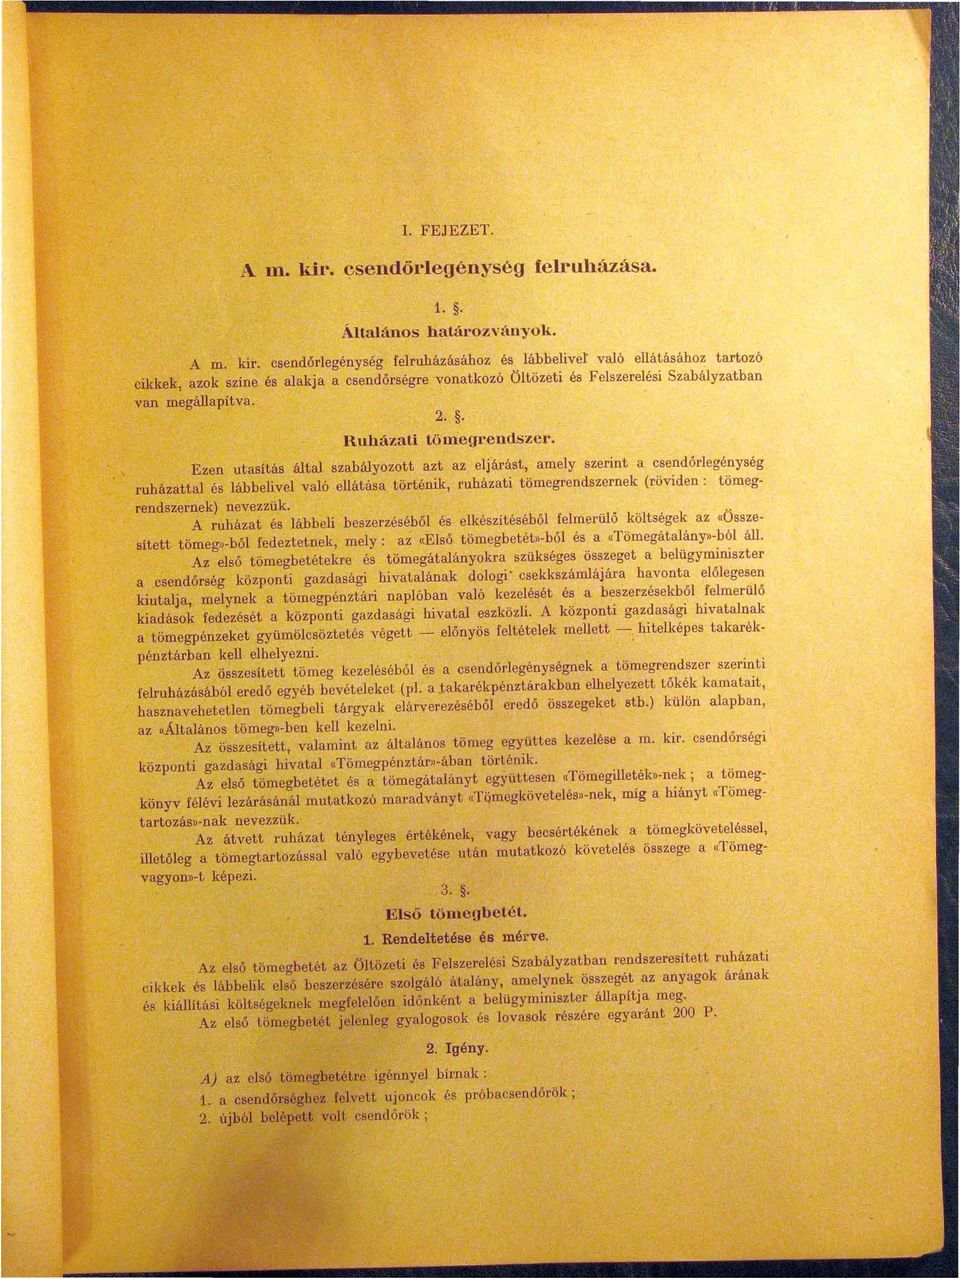 I. FEJEZET.
A m. kir. csendőrlegénység felruházása.
1. §.
Általános határozványok.
A m. kir. csendőrlegénység felruházásához és lábbelivel való ellátásához tartozó
cikkek, azok színe és alakja a csendőrségre vonatkozó Öltözeti és Felszerelési Szabályzatban
van megállapítva.
2. §.
Ruházati tömegrendszer.
Ezen utasítás által szabályozott azt az eljárást, amely szerint a csendőrlegénység
ruházattal és lábbelivel való ellátása történik, ruházati tömegrendszernek (röviden : tömeg-
rendszernek) nevezzük.
A ruházat és lábbeli beszerzéséből és elkészítéséből felmerülő költségek az «Össze-
sített tömeg»-ből fedeztetnek, mely : az «Első tömegbetét»-ből és a «Tömegátalány»-ból áll.
Az első tömegbetétekre és tömegátalányokra szükséges összeget a belügyminiszter
a csendőrség központi gazdasági hivatalának dologi csekkszámlájára havonta előlegesen
kiutalja, melynek a tömegpénztári naplóban való kezelését és a beszerzésekből felmerülő
kiadások fedezését a központi gazdasági hivatal eszközli. A központi gazdasági hivatalnak
a tömegpénzeket gyümölcsöztetés végett — előnyös feltételek mellett — hitelképes takarék-
pénztárban kell elhelyezni.
Az összesített tömeg kezeléséből és a csendőrlegénységnek a tömegrendszer szerinti
felruházásából eredő egyéb bevételeket (pl. a takarékpénztárakban elhelyezett tőkék kamatait,
hasznavehetetlen tömegbeli tárgyak elárverezéséből eredő összegeket stb.) külön alapban,
az «Általános tömeg»-ben kell kezelni.
Az összesített, valamint az általános tömeg együttes kezelése a m. kir. csendőrségi
központi gazdasági hivatal «Tömegpénztár»-ában történik.
Az első tömegbetétet és a tömegátalányt együttesen «Tömegilleték»-nek ; a tömeg-
könyv félévi lezárásánál mutatkozó maradványt «Tömegkövetelés»-nek, míg a hiányt «Tömeg-
tartozás»-nak nevezzük.
Az átvett ruházat tényleges értékének, vagy becsértékének a tömegköveteléssel,
illetőleg a tömegtartozással való egybevetése után mutatkozó követelés összege a «Tömeg-
vagyon»-t képezi.
3. §.
Első tömegbetét.
1. Rendeltetése és mérve.
Az első tömegbetét az Öltözeti és Felszerelési Szabályzatban rendszeresített ruházati
cikkek és lábbelik első beszerzésére szolgáló átalány, amelynek összegét az anyagok árának
és kiállítási költségeknek megfelelően időnként a belügyminiszter állapítja meg.
Az első tömegbetét jelenleg gyalogosok és lovasok részére egyaránt 200 P.
2. Igény.
A) az első tömegbetétre igénnyel bírnak :
1. a csendőrséghez felvett ujoncok és próbacsendőrök ;
2. újból belépett volt csendőrök ;